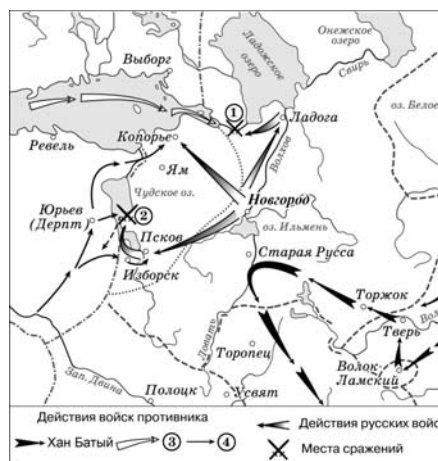 Онежское
озеро
Ладожское
озеро
Выборг
Свирь
оз. Белое
1
Ладога
Копорье
Ревель
Волхов
Ям
Чудское оз.
Новгород
Юрьев
(Дерпт)
2
оз. Ильмень
Псков
Старая Русса
Изборск
Торжок
Ловать
Тверь
Торопец
Волок
Ламский
Зап. Двина
Полоцк
Усвят
Действия войск противника
Действия русских войс
Хан Батый
3
4
Места сражений